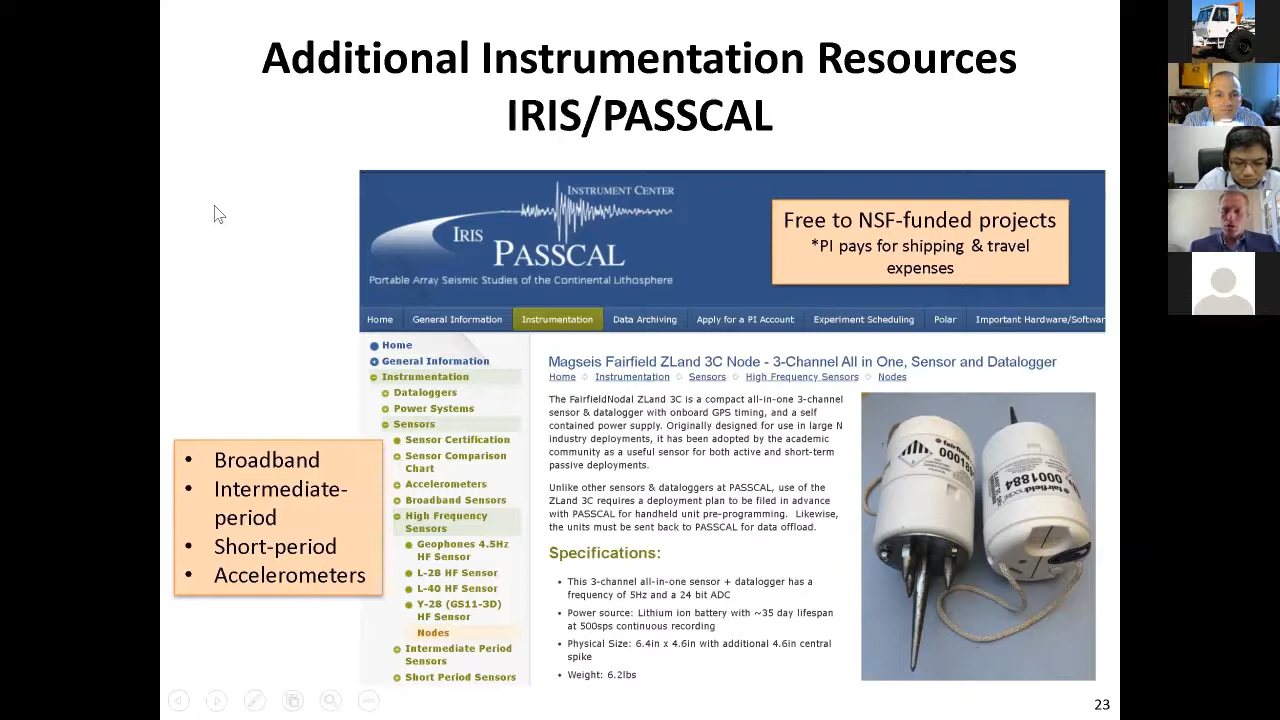 Additional Instrumentation Resources
IRIS/PASSCAL
INSTRUMENT CENTER
IRIS
PASSCAL
Portable Array Seismic Studies of the Continental Lithosphere
Free to NSF-funded projects
*PI pays for shipping & travel
expenses
Home
General Information
Instrumentation
Data Archiving
Apply for a PI Account
Experiment Scheduling
Polar
Important Hardware/Softwar
Home
General Information
Instrumentation
Dataloggers
Power Systems
Sensors
Sensor Certification
Sensor Comparison
Chart
Accelerometers
Broadband Sensors
High Frequency
Sensors
Geophones 4.5Hz
HF Sensor
L-28 HF Sensor
L-40 HF Sensor
Y-28 (GS11-3D)
HF Sensor
Nodes
Intermediate Period
Sensors
Short Period Sensors
• Broadband
• Intermediate-
period
• Short-period
• Accelerometers
Magseis Fairfield ZLand 3C Node - 3-Channel All in One, Sensor and Datalogger
Home Instrumentation Sensors High Frequency Sensors Nodes
The FairfieldNodal ZLand 3C is a compact all-in-one 3-channel
sensor & datalogger with onboard GPS timing, and a self
contained power supply. Originally designed for use in large N
industry deployments, it has been adopted by the academic
community as a useful sensor for both active and short-term
passive deployments.
Unlike other sensors & dataloggers at PASSCAL, use of the
ZLand 3C requires a deployment plan to be filed in advance
with PASSCAL for handheld unit pre-programming. Likewise,
the units must be sent back to PASSCAL for data offload.
Specifications:
• This 3-channel all-in-one sensor + datalogger has a
frequency of 5Hz and a 24 bit ADC
• Power source: Lithium ion battery with ~35 day lifespan
at 500sps continuous recording
• Physical Size: 6.4in x 4.6in with additional 4.6in central
spike
• Weight: 6.2lbs
fairfieldnodal
0001884
23